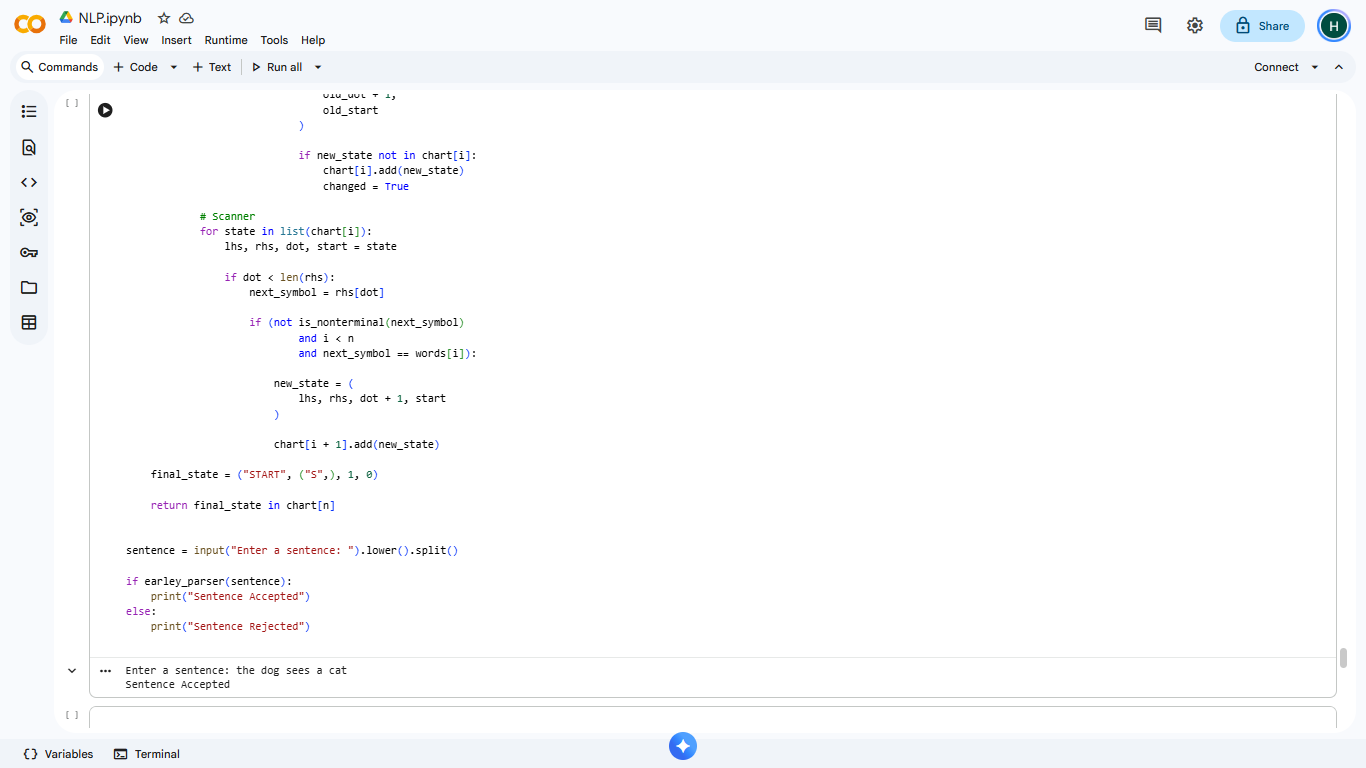 NLP.ipynb
File Edit View Insert Runtime Tools Help
Share
H
Commands + Code + Text Run all
Connect
[ ]
old_dot + 1,
old_start
)
if new_state not in chart[i]:
chart[i].add(new_state)
changed = True
# Scanner
for state in list(chart[i]):
lhs, rhs, dot, start = state
if dot < len(rhs):
next_symbol = rhs[dot]
if (not is_nonterminal(next_symbol)
and i < n
and next_symbol == words[i]):
new_state = (
lhs, rhs, dot + 1, start
)
chart[i + 1].add(new_state)
final_state = ("START", ("S",), 1, 0)
return final_state in chart[n]
sentence = input("Enter a sentence: ").lower().split()
if earley_parser(sentence):
print("Sentence Accepted")
else:
print("Sentence Rejected")
Enter a sentence: the dog sees a cat
Sentence Accepted
[ ]
Variables Terminal